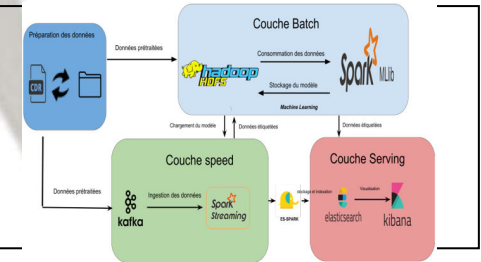 Couche Batch
Préparation des données
CDR
Données prétraitées
Consommation des données
hadoop
HDFS
Spark
MLib
Stockage du modèle
Machine Learning
Chargement du modèle
Données étiquetées
Données étiquetées
Couche speed
Couche Serving
Données prétraitées
Ingestion des données
kafka
Spark
Streaming
stockage et indexation
ES-SPARK
Visualisation
elasticsearch
kibana